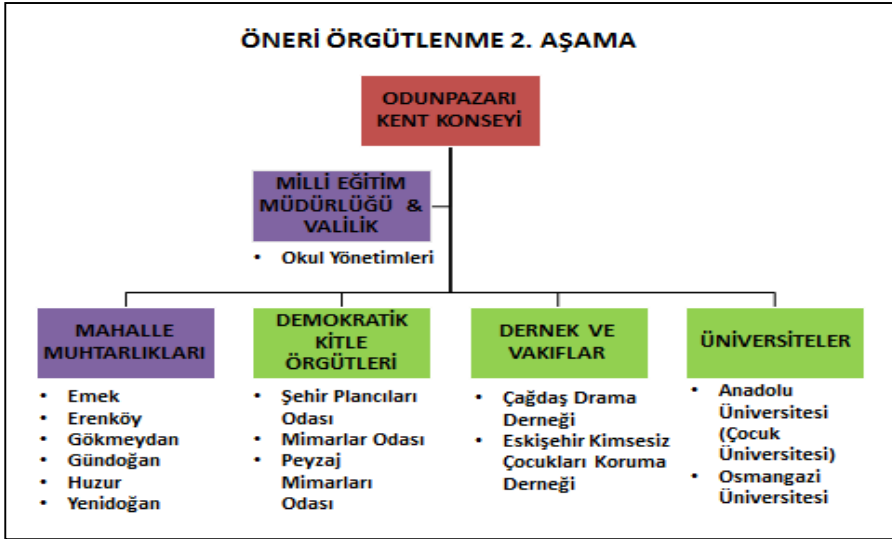 ÖNERİ ÖRGÜTLENME 2. AŞAMA
ODUNPAZARI
KENT KONSEYİ
MİLLİ EĞİTİM
MÜDÜRLÜĞÜ &
VALİLİK
• Okul Yönetimleri
MAHALLE
MUHTARLIKLARI
• Emek
• Erenköy
• Gökmeydan
• Gündoğan
• Huzur
• Yenidoğan
DEMOKRATİK
KİTLE
ÖRGÜTLERİ
• Şehir Plancıları
Odası
• Mimarlar Odası
• Peyzaj
Mimarları
Odası
DERNEK VE
VAKIFLAR
• Çağdaş Drama
Derneği
• Eskişehir Kimsesiz
Çocukları Koruma
Derneği
ÜNİVERSİTELER
• Anadolu
Üniversitesi
(Çocuk
Üniversitesi)
• Osmangazi
Üniversitesi